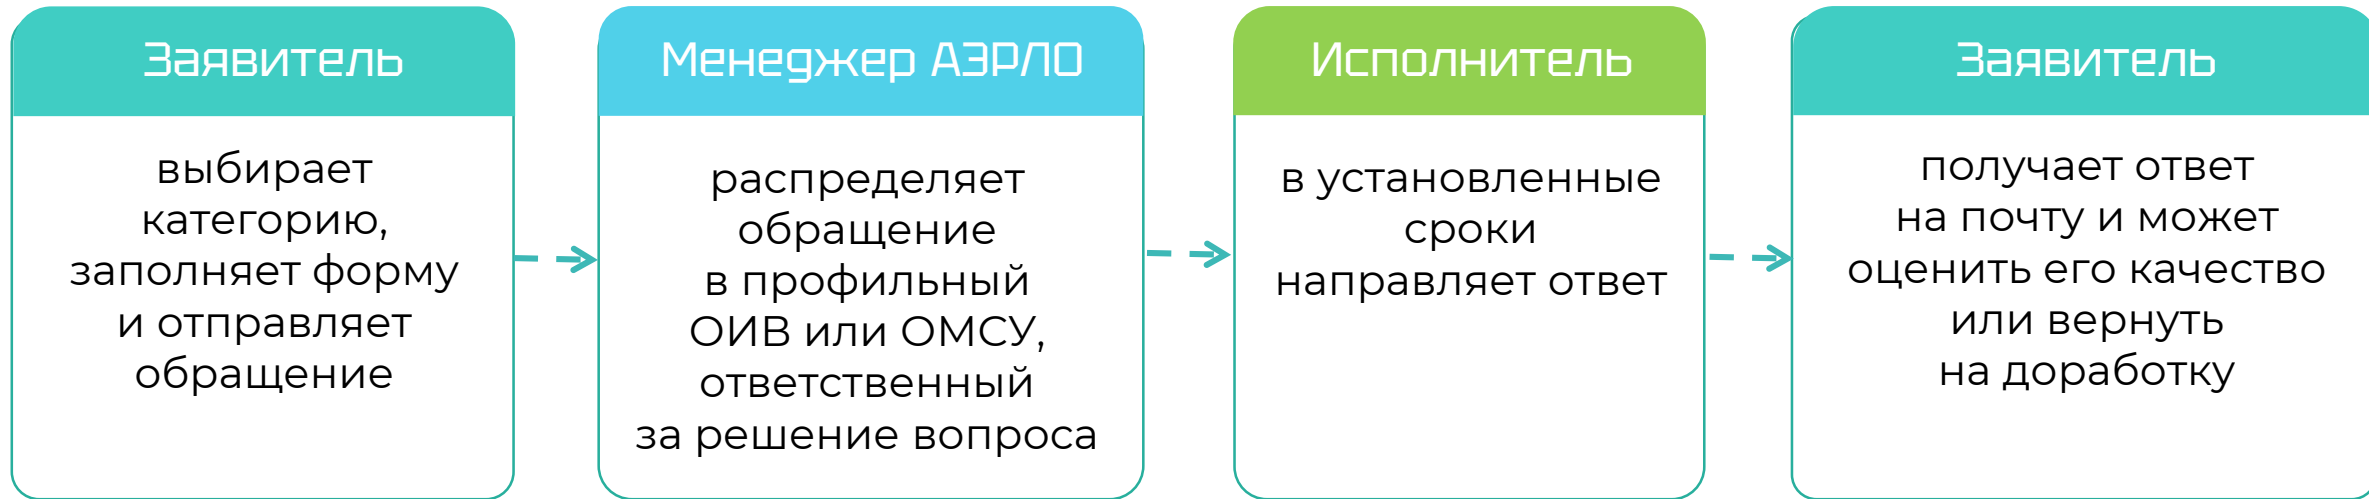 Заявитель
выбирает
категорию,
заполняет форму
и отправляет
обращение
Менеджер АЭРЛО
распределяет
обращение
в профильный
ОИВ или ОМСУ,
ответственный
за решение вопроса
Исполнитель
в установленные
сроки
направляет ответ
Заявитель
получает ответ
на почту и может
оценить его качество
или вернуть
на доработку